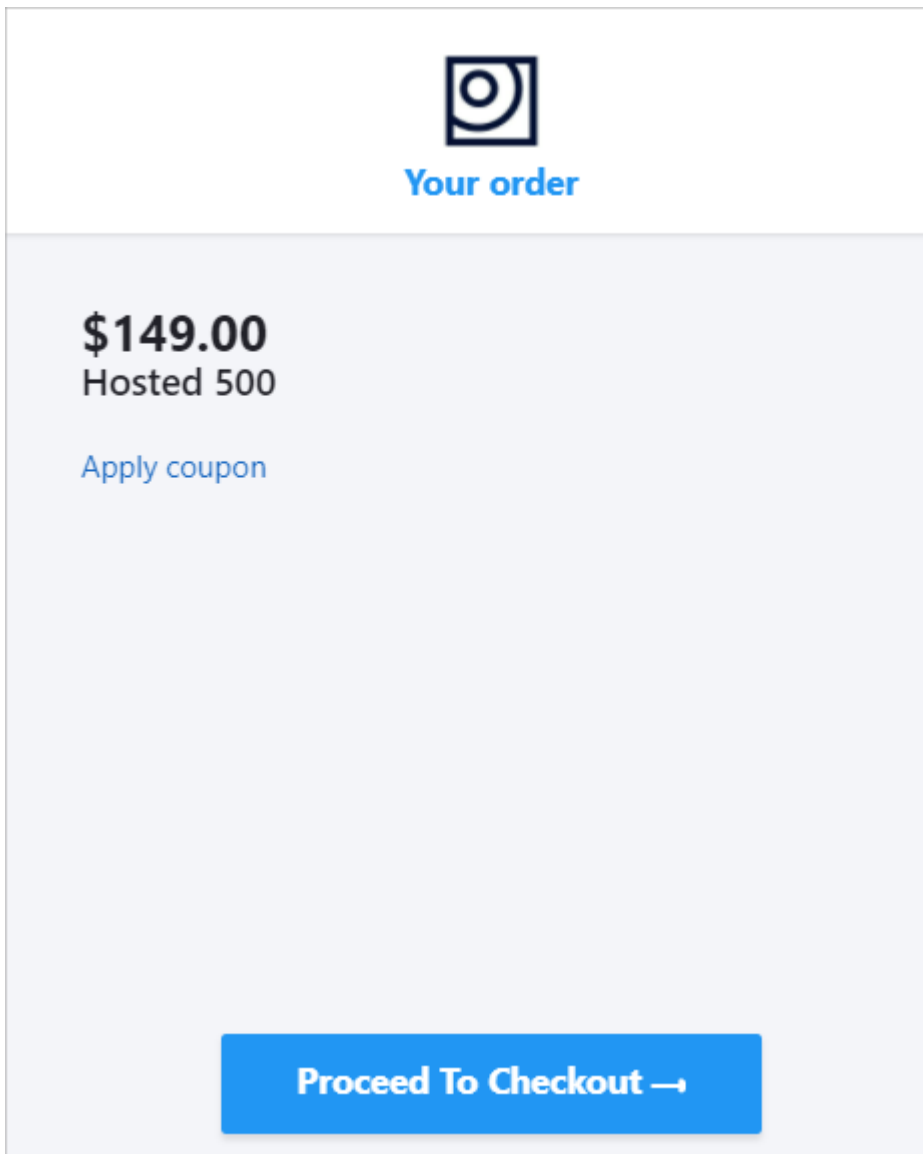 Your order
$149.00
Hosted 500
Apply coupon
Proceed To Checkout →